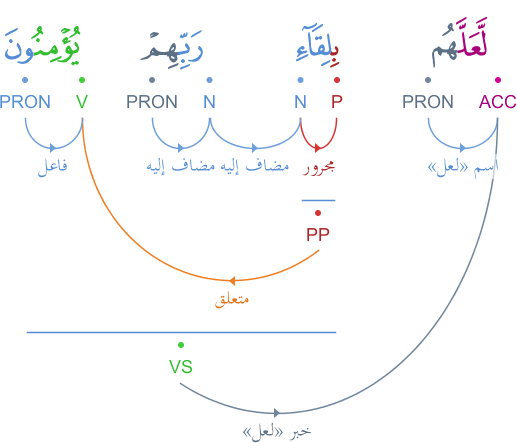 لَّعَلَّهُم بِلِقَآءِ رَبِّهِمْ يُؤْمِنُونَ
ACC PRON P N N PRON V PRON
اسم «لعل» مجرور مضاف إليه مضاف إليه فاعل
PP
متعلق
VS
خبر «لعل»